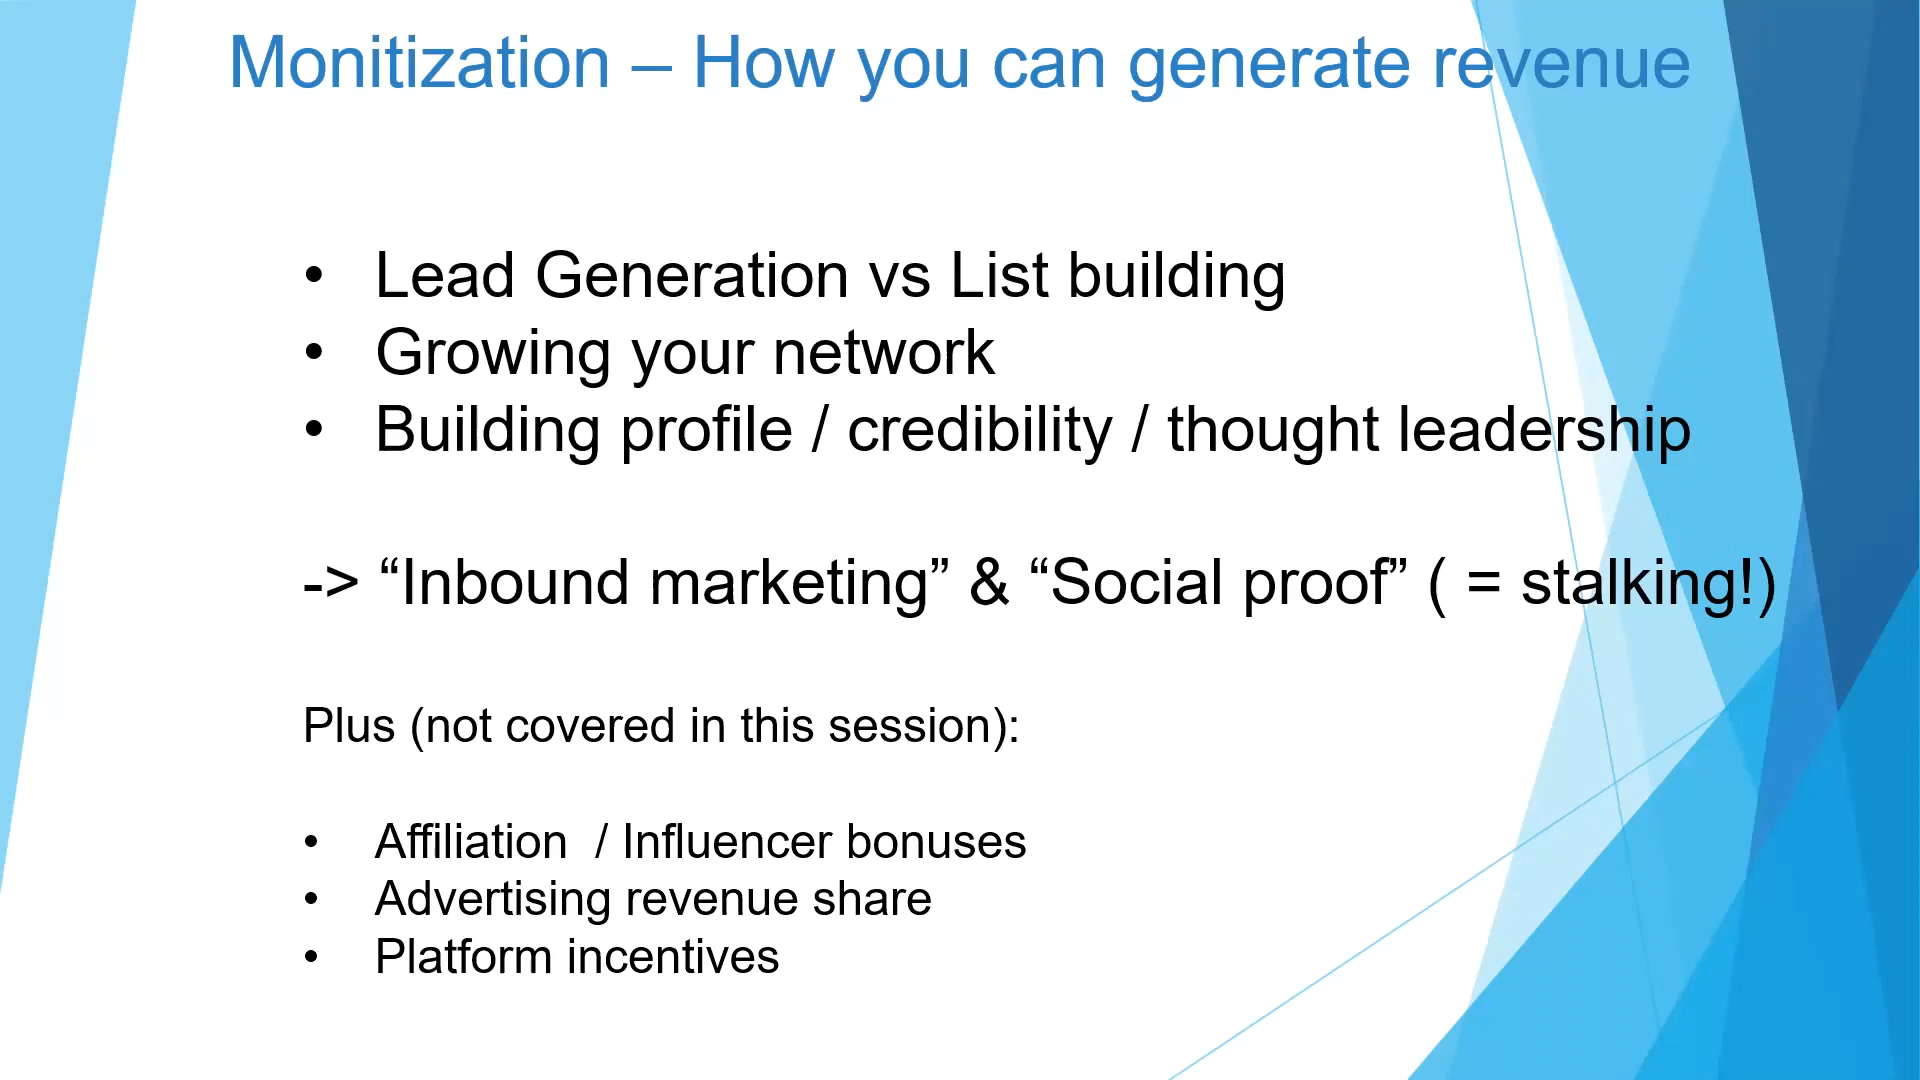 Monitization – How you can generate revenue
• Lead Generation vs List building
• Growing your network
• Building profile / credibility / thought leadership
-> “Inbound marketing” & “Social proof” ( = stalking!)
Plus (not covered in this session):
• Affiliation / Influencer bonuses
• Advertising revenue share
• Platform incentives